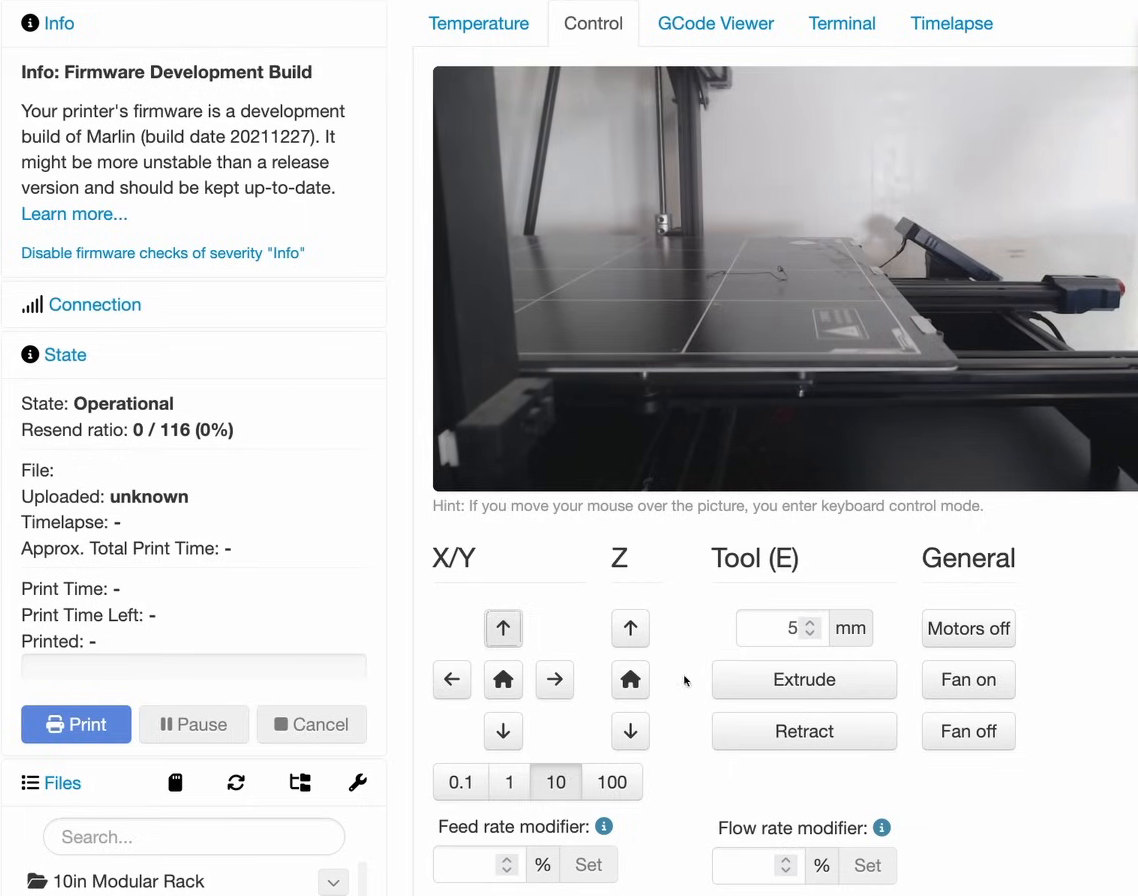 Info
Info: Firmware Development Build
Your printer's firmware is a development
build of Marlin (build date 20211227). It
might be more unstable than a release
version and should be kept up-to-date.
Learn more...
Disable firmware checks of severity "Info"
Connection
State
State: Operational
Resend ratio: 0 / 116 (0%)
File:
Uploaded: unknown
Timelapse: -
Approx. Total Print Time: -
Print Time: -
Print Time Left: -
Printed: -
Print Pause Cancel
Files
Search...
10in Modular Rack
Temperature Control GCode Viewer Terminal Timelapse
Hint: If you move your mouse over the picture, you enter keyboard control mode.
X/Y Z Tool (E) General
5 mm Motors off
Extrude Fan on
Retract Fan off
0.1 1 10 100
Feed rate modifier: Flow rate modifier:
% Set % Set